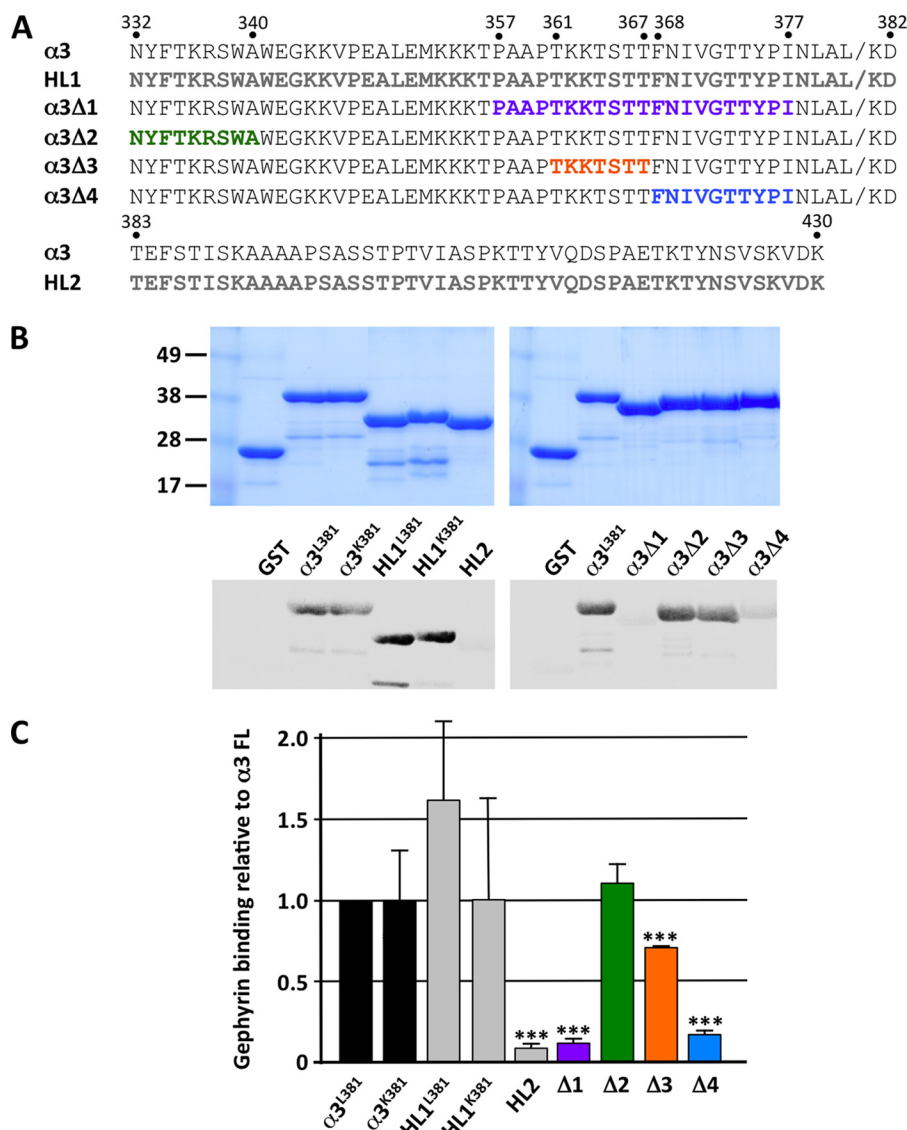 A
332 340 357 361 367 368 377 382
α3 NYFTKRSWAWEGKKVPEALEMKKKTPAAPTKKTSTTFNIVGTTYPINLAL/KD
HL1 NYFTKRSWAWEGKKVPEALEMKKKTPAAPTKKTSTTFNIVGTTYPINLAL/KD
α3Δ1 NYFTKRSWAWEGKKVPEALEMKKKTPAAPTKKTSTTFNIVGTTYPINLAL/KD
α3Δ2 NYFTKRSWAWEGKKVPEALEMKKKTPAAPTKKTSTTFNIVGTTYPINLAL/KD
α3Δ3 NYFTKRSWAWEGKKVPEALEMKKKTPAAPTKKTSTTFNIVGTTYPINLAL/KD
α3Δ4 NYFTKRSWAWEGKKVPEALEMKKKTPAAPTKKTSTTFNIVGTTYPINLAL/KD
383 430
α3 TEFSTISKAAAAPSASSTPTVIASPKTTYVQDSPAETKTYNSVSKVDK
HL2 TEFSTISKAAAAPSASSTPTVIASPKTTYVQDSPAETKTYNSVSKVDK
B
49
38
28
17
GST α3L381 α3K381 HL1L381 HL1K381 HL2
GST α3L381 α3Δ1 α3Δ2 α3Δ3 α3Δ4
C
Gephyrin binding relative to α3 FL
2.0
1.5
1.0
0.5
0
*** *** *** ***
α3L381 α3K381 HL1L381 HL1K381 HL2 Δ1 Δ2 Δ3 Δ4